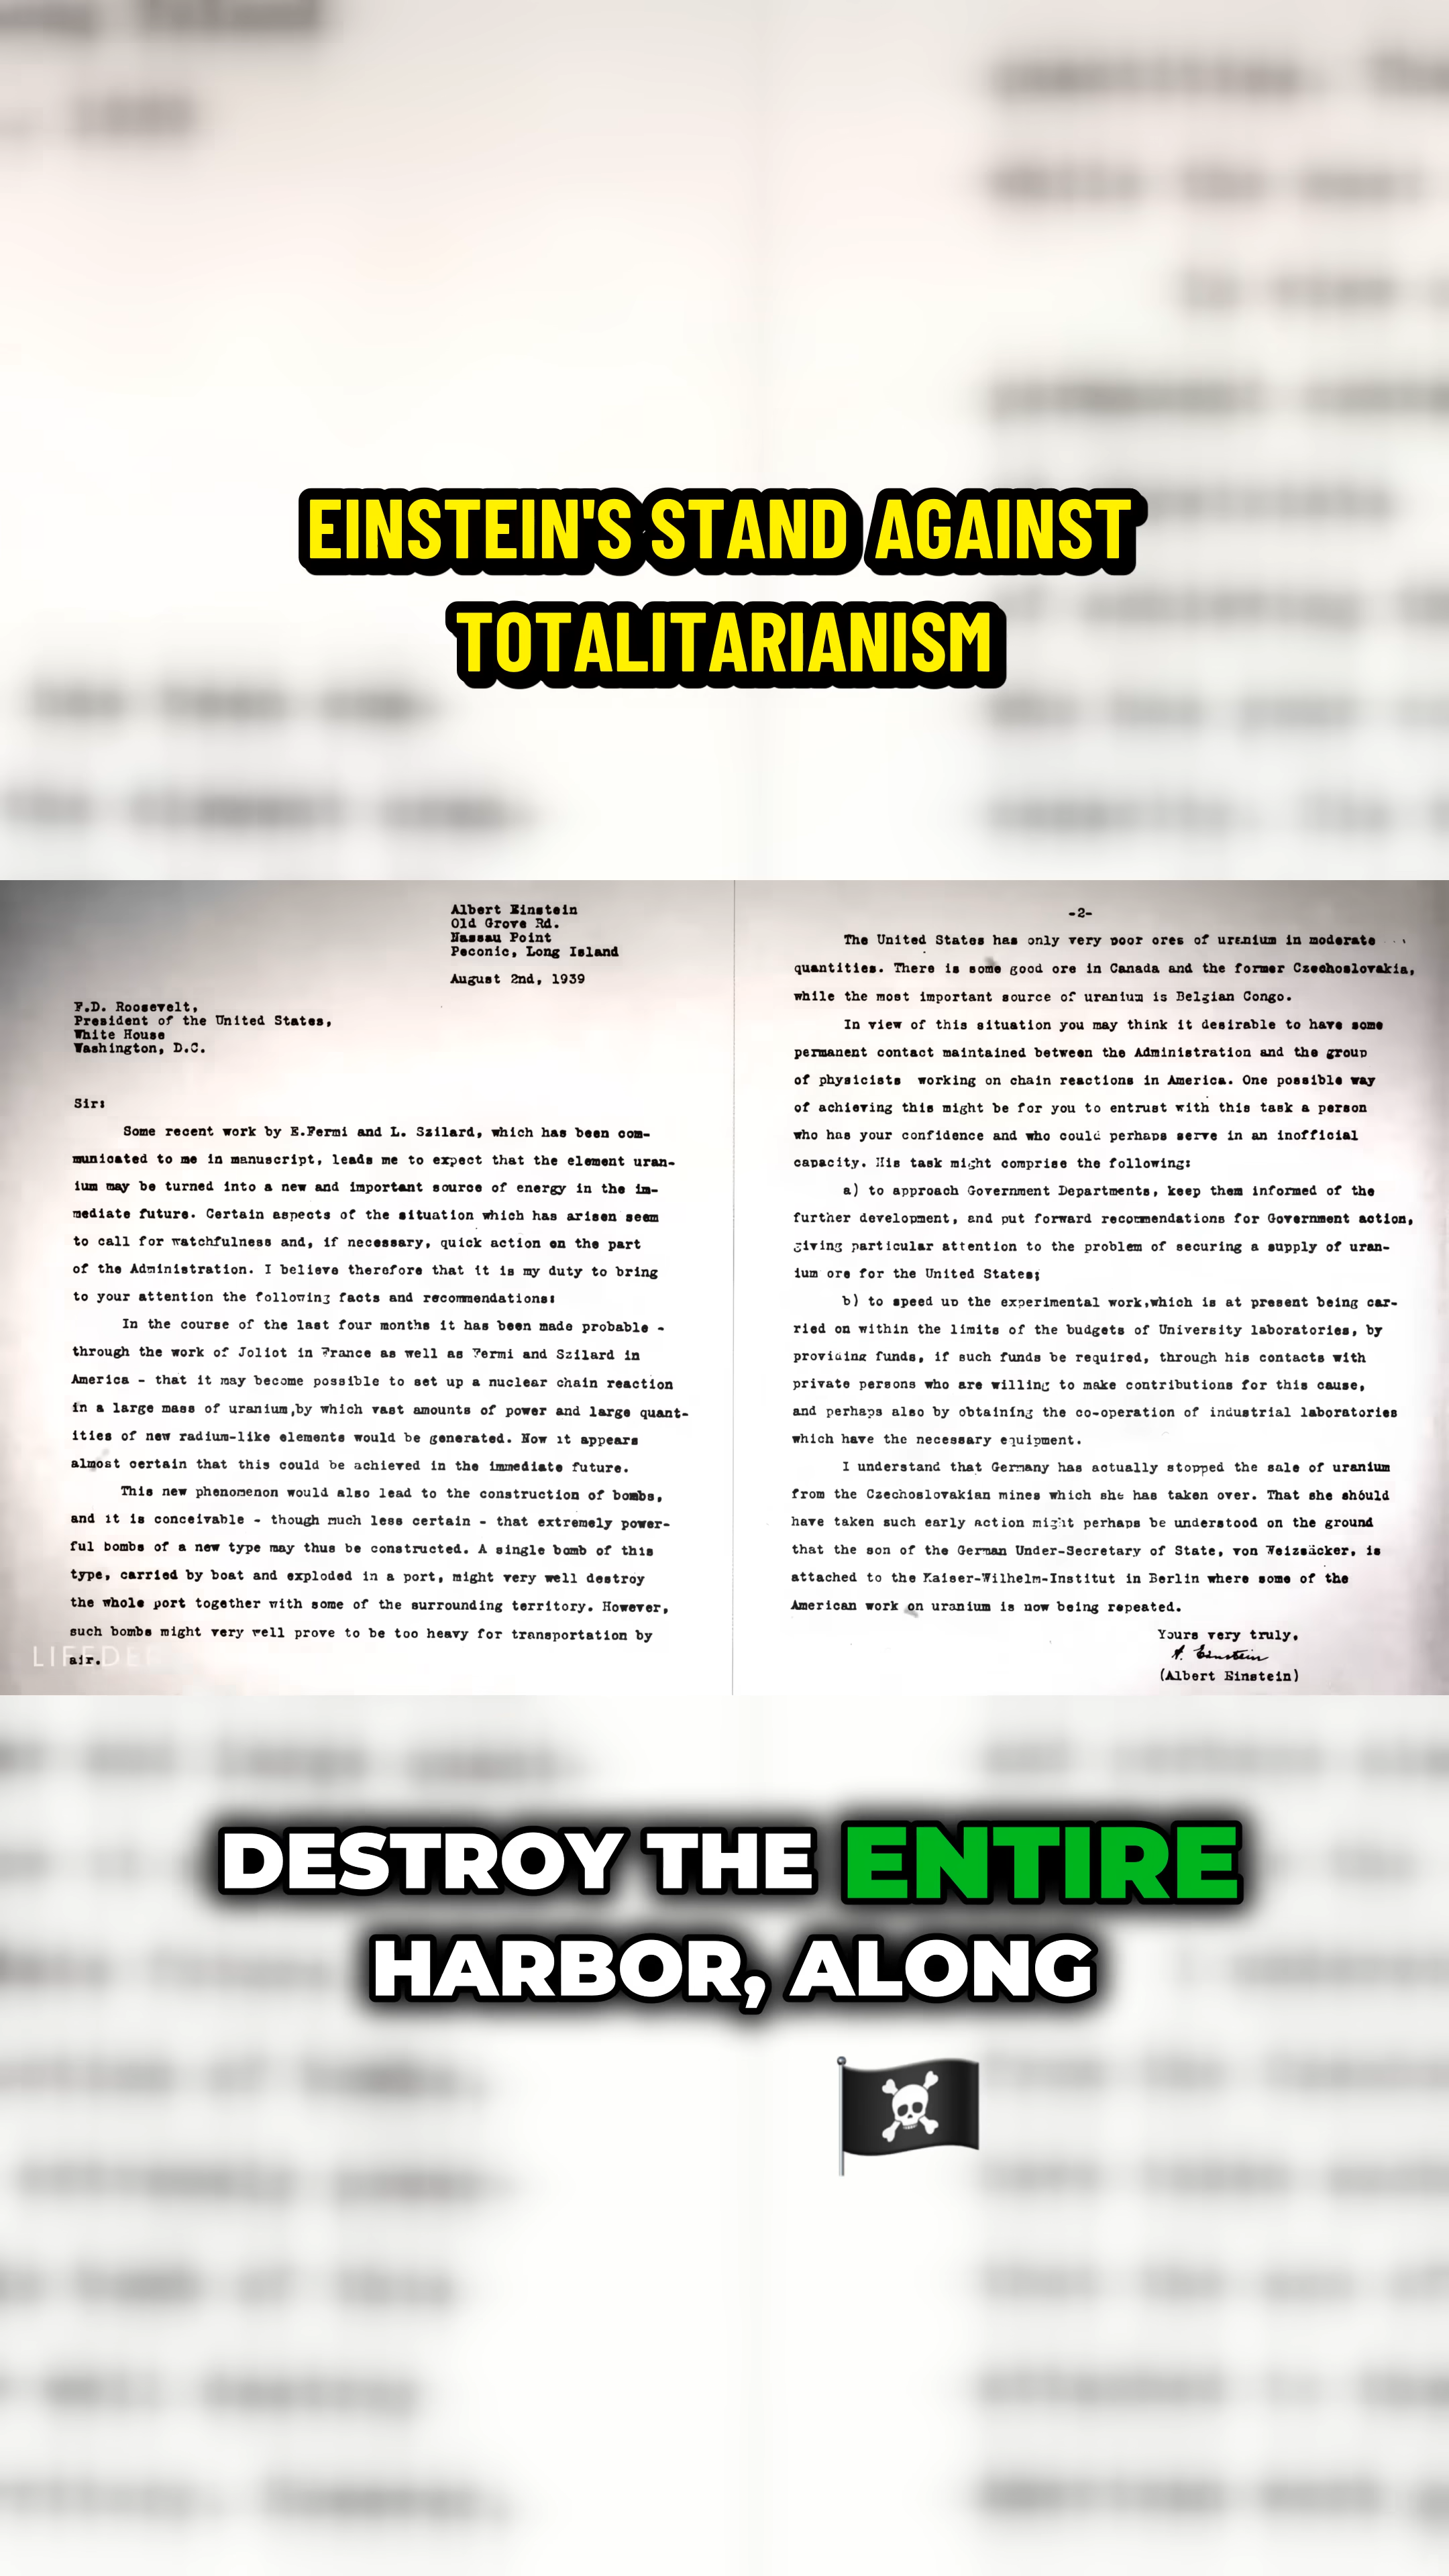 EINSTEIN'S STAND AGAINST
TOTALITARIANISM
Albert Einstein
Old Grove Rd.
Nassau Point
Peconic, Long Island
August 2nd, 1939
F.D. Roosevelt,
President of the United States,
White House
Washington, D.C.
Sir:
Some recent work by E.Fermi and L. Szilard, which has been com-
municated to me in manuscript, leads me to expect that the element uran-
ium may be turned into a new and important source of energy in the im-
mediate future. Certain aspects of the situation which has arisen seem
to call for watchfulness and, if necessary, quick action on the part
of the Administration. I believe therefore that it is my duty to bring
to your attention the following facts and recommendations:
In the course of the last four months it has been made probable -
through the work of Joliot in France as well as Fermi and Szilard in
America - that it may become possible to set up a nuclear chain reaction
in a large mass of uranium,by which vast amounts of power and large quant-
ities of new radium-like elements would be generated. Now it appears
almost certain that this could be achieved in the immediate future.
This new phenomenon would also lead to the construction of bombs,
and it is conceivable - though much less certain - that extremely power-
ful bombs of a new type may thus be constructed. A single bomb of this
type, carried by boat and exploded in a port, might very well destroy
the whole port together with some of the surrounding territory. However,
such bombs might very well prove to be too heavy for transportation by
air.
-2-
The United States has only very poor ores of uranium in moderate
quantities. There is some good ore in Canada and the former Czechoslovakia,
while the most important source of uranium is Belgian Congo.
In view of this situation you may think it desirable to have some
permanent contact maintained between the Administration and the group
of physicists working on chain reactions in America. One possible way
of achieving this might be for you to entrust with this task a person
who has your confidence and who could perhaps serve in an inofficial
capacity. His task might comprise the following:
a) to approach Government Departments, keep them informed of the
further development, and put forward recommendations for Government action,
giving particular attention to the problem of securing a supply of uran-
ium ore for the United States;
b) to speed up the experimental work,which is at present being car-
ried on within the limits of the budgets of University laboratories, by
providing funds, if such funds be required, through his contacts with
private persons who are willing to make contributions for this cause,
and perhaps also by obtaining the co-operation of industrial laboratories
which have the necessary equipment.
I understand that Germany has actually stopped the sale of uranium
from the Czechoslovakian mines which she has taken over. That she should
have taken such early action might perhaps be understood on the ground
that the son of the German Under-Secretary of State, von Weizsäcker, is
attached to the Kaiser-Wilhelm-Institut in Berlin where some of the
American work on uranium is now being repeated.
Yours very truly,
A. Einstein
(Albert Einstein)
DESTROY THE ENTIRE
HARBOR, ALONG